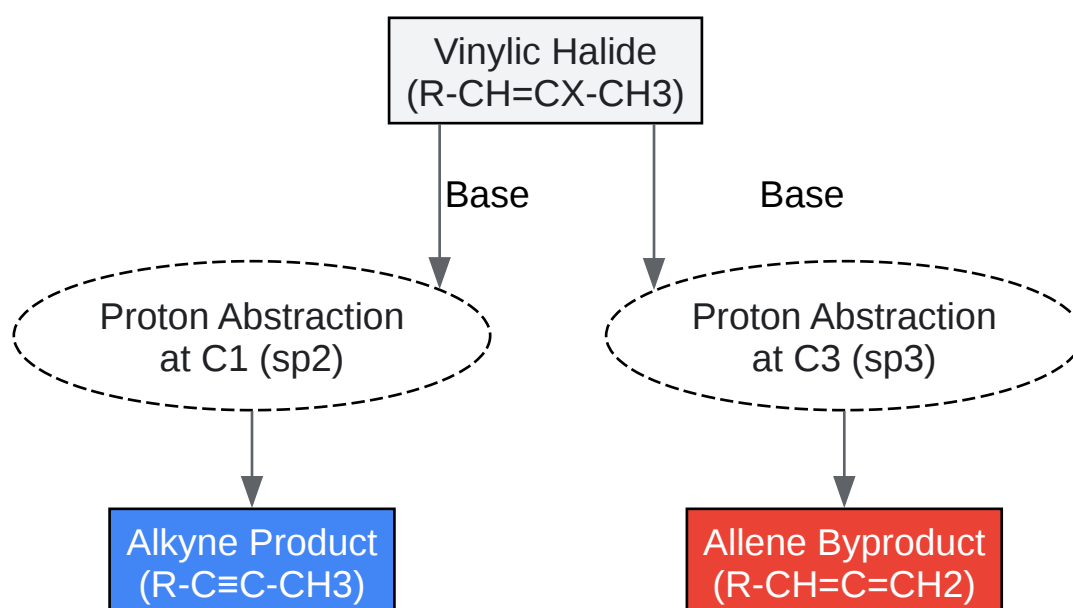 Vinylic Halide
(R-CH=CX-CH3)
Base
Base
Proton Abstraction
at C1 (sp2)
Proton Abstraction
at C3 (sp3)
Alkyne Product
(R-C≡C-CH3)
Allene Byproduct
(R-CH=C=CH2)